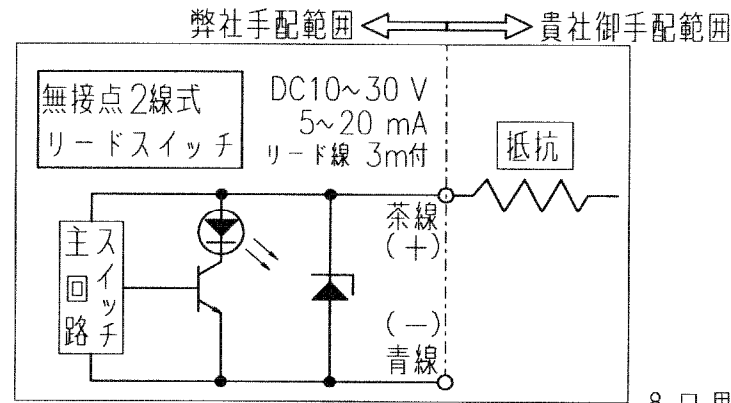 弊社手配範囲 貴社御手配範囲
無接点2線式
リードスイッチ
DC10~30 V
5~20 mA
リード線 3m付
抵抗
茶線
(+)
スイッチ
主回路
(-)
青線